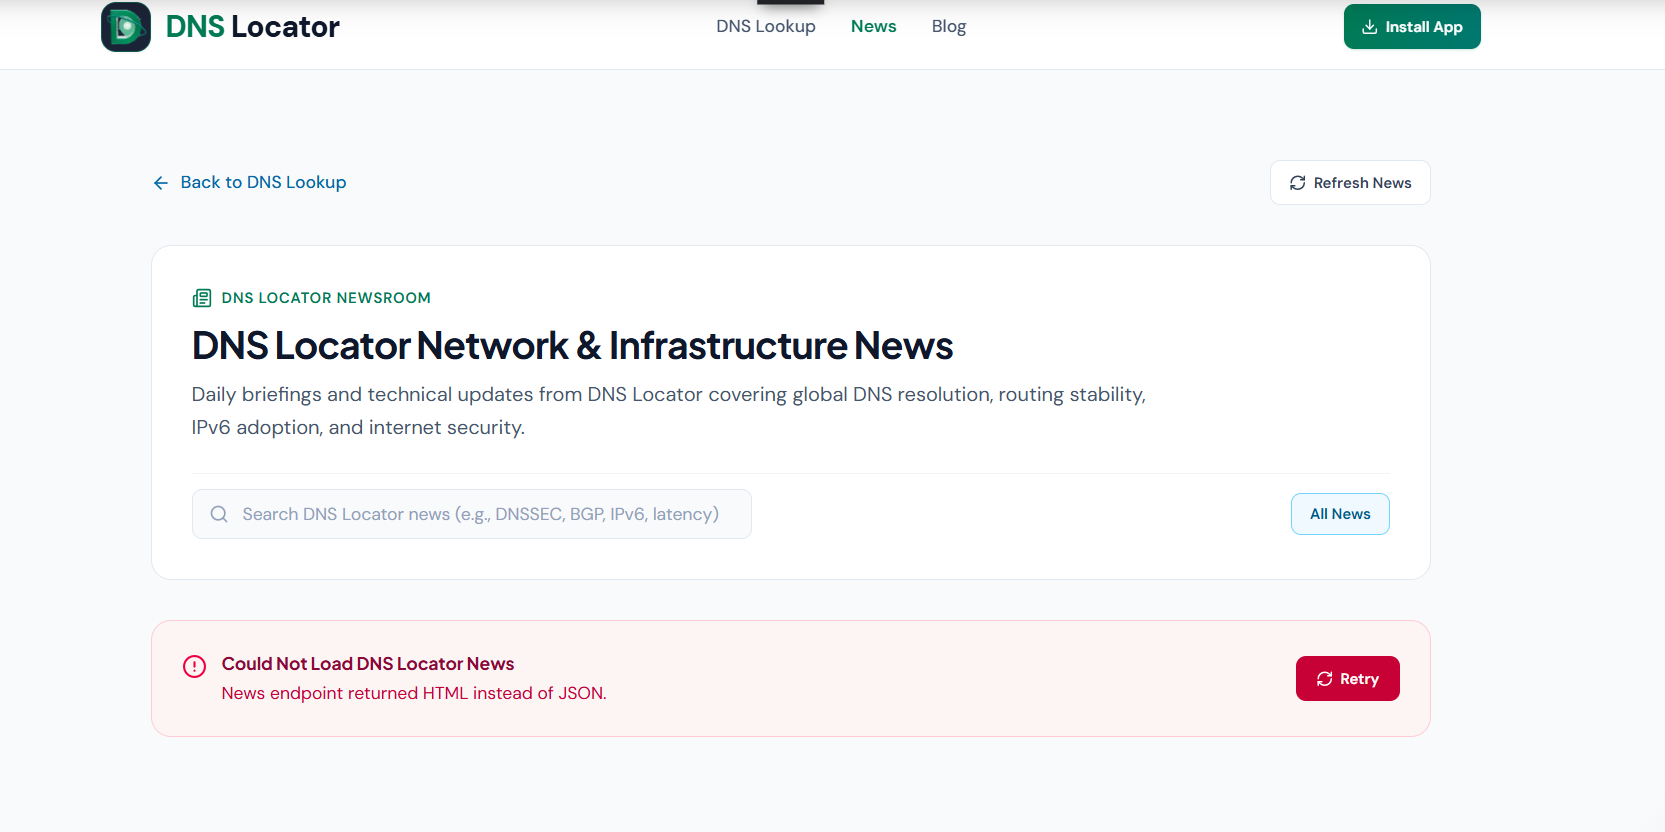 DNS Locator
DNS Lookup
News
Blog
Install App
Back to DNS Lookup
Refresh News
DNS LOCATOR NEWSROOM
DNS Locator Network & Infrastructure News
Daily briefings and technical updates from DNS Locator covering global DNS resolution, routing stability,
IPv6 adoption, and internet security.
Search DNS Locator news (e.g., DNSSEC, BGP, IPv6, latency)
All News
Could Not Load DNS Locator News
News endpoint returned HTML instead of JSON.
Retry